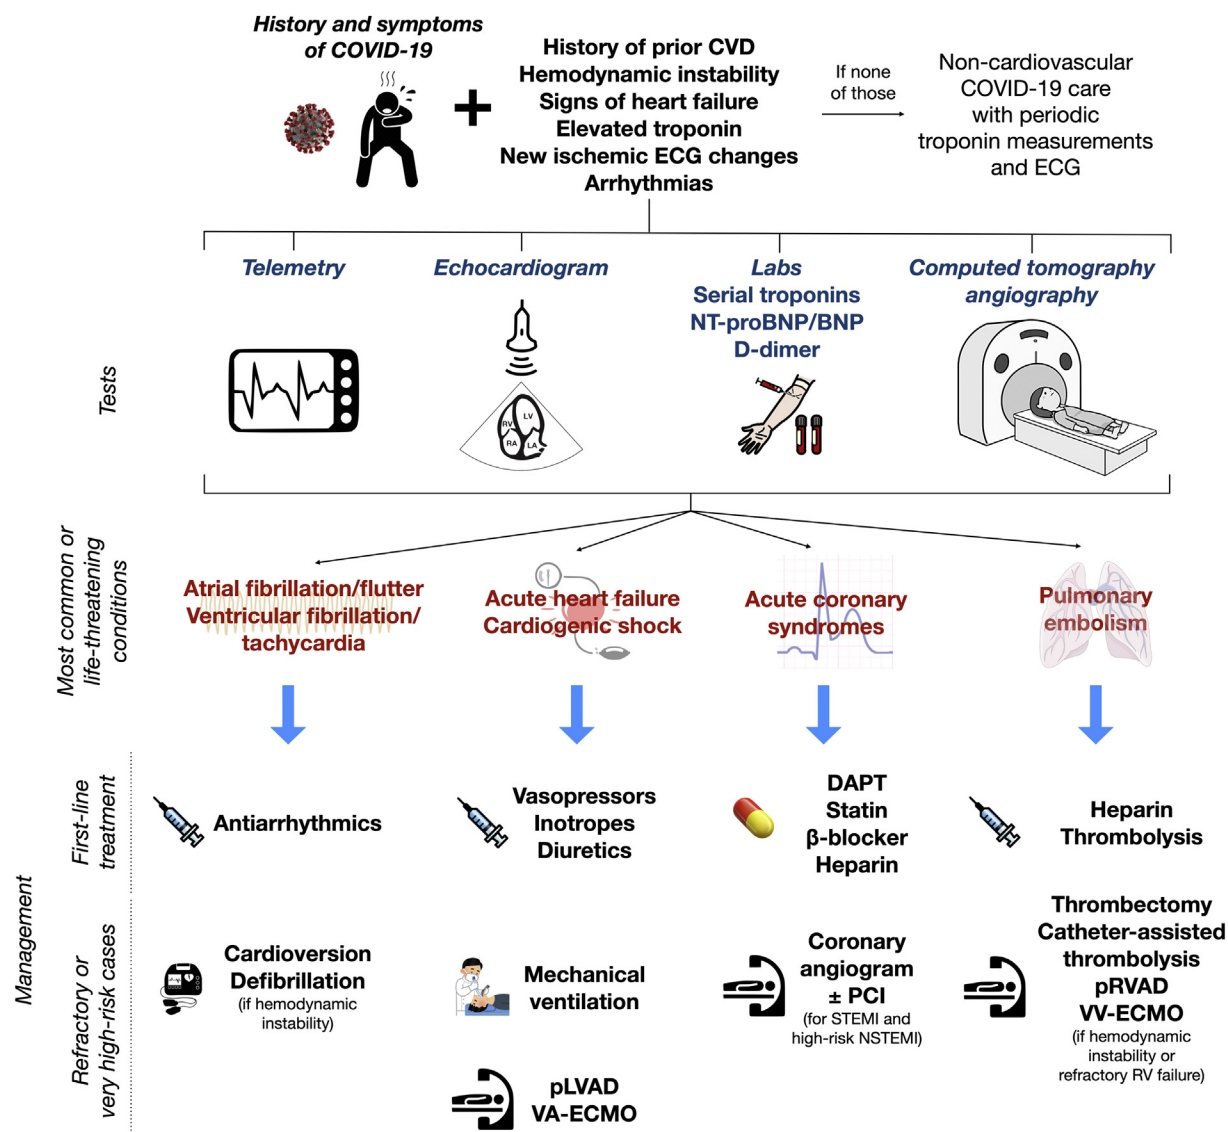 History and symptoms
of COVID-19
History of prior CVD
Hemodynamic instability
Signs of heart failure
Elevated troponin
New ischemic ECG changes
Arrhythmias
If none
of those
Non-cardiovascular
COVID-19 care
with periodic
troponin measurements
and ECG
Tests
Telemetry
Echocardiogram
RV
LV
RA
LA
Labs
Serial troponins
NT-proBNP/BNP
D-dimer
Computed tomography
angiography
Most common or
life-threatening
conditions
Atrial fibrillation/flutter
Ventricular fibrillation/
tachycardia
Acute heart failure
Cardiogenic shock
Acute coronary
syndromes
Pulmonary
embolism
Management
First-line
treatment
Antiarrhythmics
Vasopressors
Inotropes
Diuretics
DAPT
Statin
β-blocker
Heparin
Heparin
Thrombolysis
Refractory or
very high-risk cases
Cardioversion
Defibrillation
(if hemodynamic
instability)
Mechanical
ventilation
pLVAD
VA-ECMO
Coronary
angiogram
± PCI
(for STEMI and
high-risk NSTEMI)
Thrombectomy
Catheter-assisted
thrombolysis
pRVAD
VV-ECMO
(if hemodynamic
instability or
refractory RV failure)